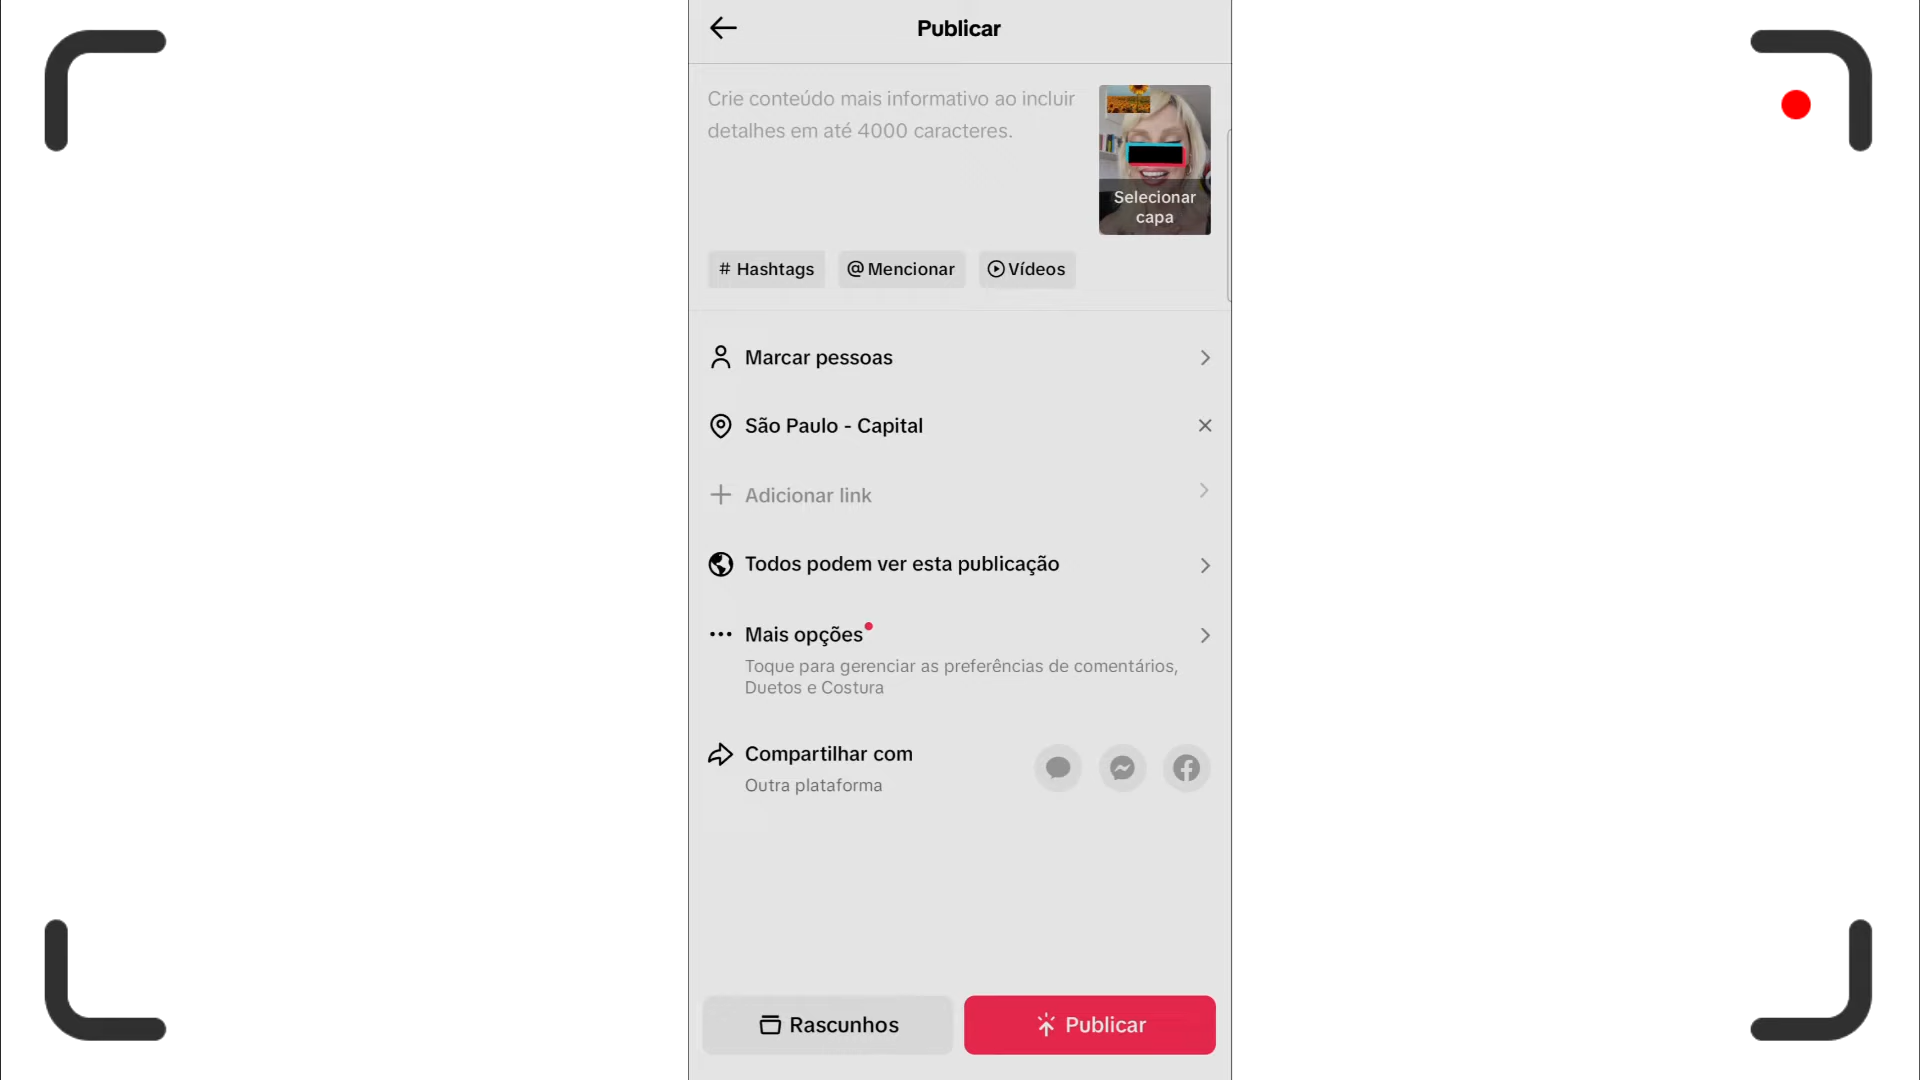 Publicar
Crie conteúdo mais informativo ao incluir
detalhes em até 4000 caracteres.
Selecionar
capa
# Hashtags
@ Mencionar
Vídeos
Marcar pessoas
São Paulo - Capital
Adicionar link
Todos podem ver esta publicação
Mais opções
Toque para gerenciar as preferências de comentários,
Duetos e Costura
Compartilhar com
Outra plataforma
Rascunhos
Publicar